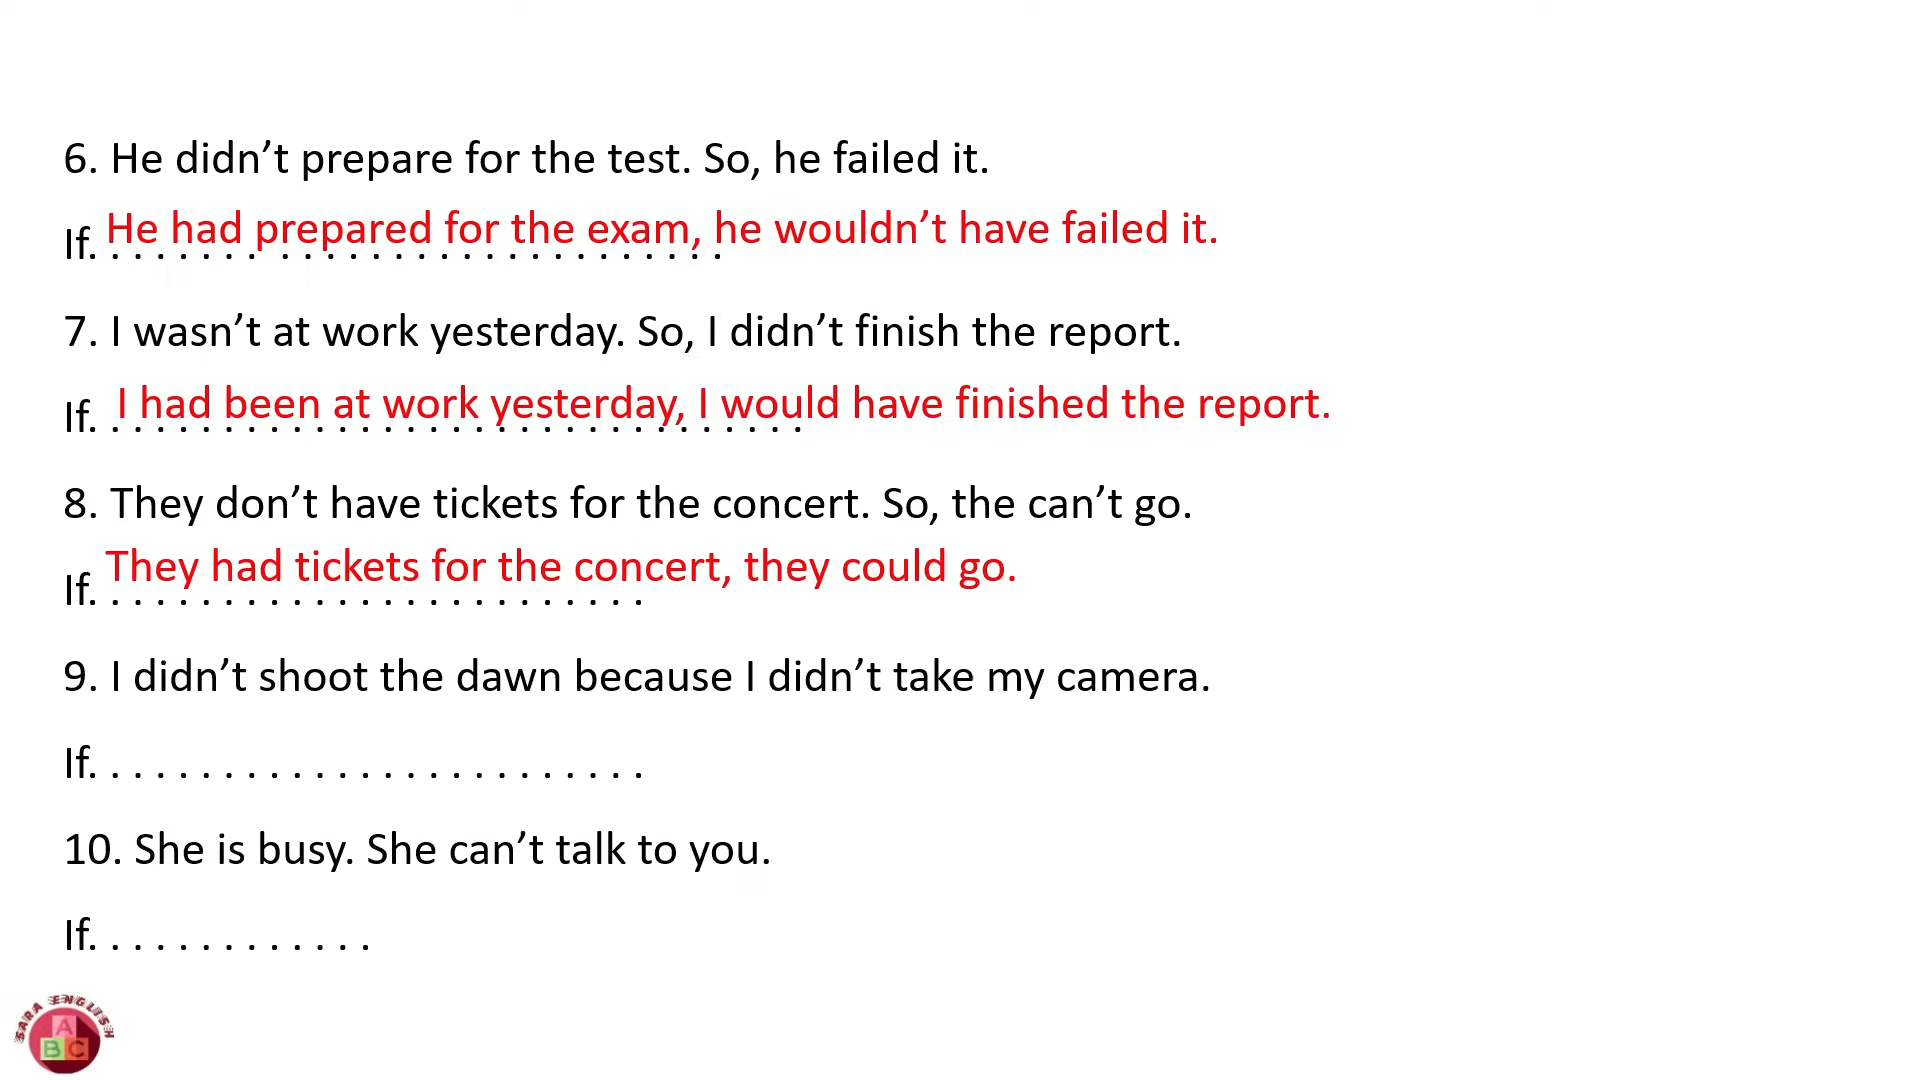 6. He didn’t prepare for the test. So, he failed it.
He had prepared for the exam, he wouldn’t have failed it.
If. . . . . . . . . . . . . . . . . . . . . . . . . . . .
7. I wasn’t at work yesterday. So, I didn’t finish the report.
I had been at work yesterday, I would have finished the report.
If. . . . . . . . . . . . . . . . . . . . . . . . . . . . . . . .
8. They don’t have tickets for the concert. So, the can’t go.
They had tickets for the concert, they could go.
If. . . . . . . . . . . . . . . . . . . . . . . . .
9. I didn’t shoot the dawn because I didn’t take my camera.
If. . . . . . . . . . . . . . . . . . . . . . . . .
10. She is busy. She can’t talk to you.
If. . . . . . . . . . . . .
SARA ENGLISH
A
BC